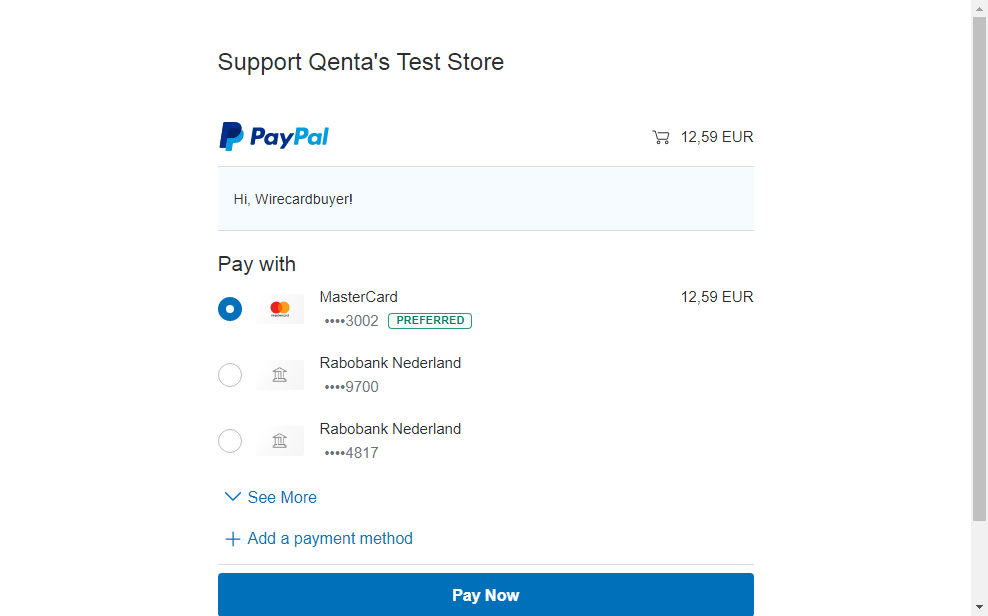 Support Qenta's Test Store
PayPal 12,59 EUR
Hi, Wirecardbuyer!
Pay with
MasterCard 12,59 EUR
••••3002 PREFERRED
Rabobank Nederland
••••9700
Rabobank Nederland
••••4817
See More
Add a payment method
Pay Now